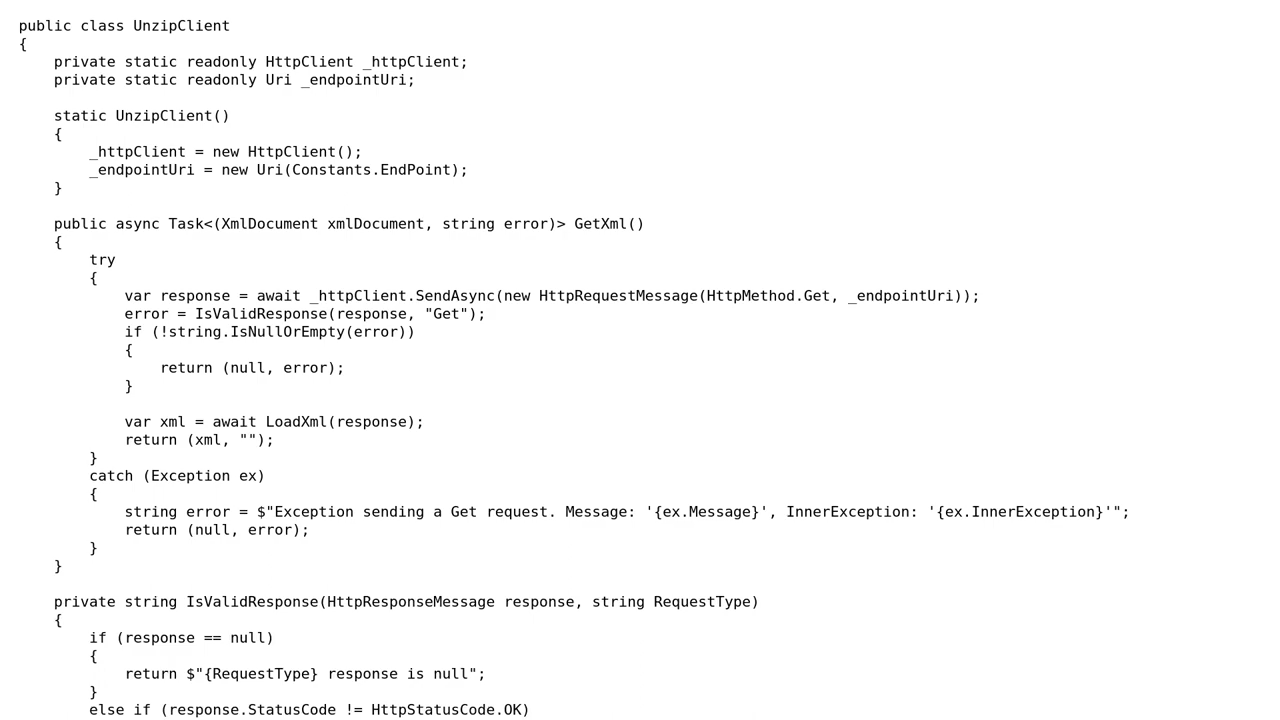 public class UnzipClient
{
    private static readonly HttpClient _httpClient;
    private static readonly Uri _endpointUri;

    static UnzipClient()
    {
        _httpClient = new HttpClient();
        _endpointUri = new Uri(Constants.EndPoint);
    }

    public async Task<(XmlDocument xmlDocument, string error)> GetXml()
    {
        try
        {
            var response = await _httpClient.SendAsync(new HttpRequestMessage(HttpMethod.Get, _endpointUri));
            error = IsValidResponse(response, "Get");
            if (!string.IsNullOrEmpty(error))
            {
                return (null, error);
            }

            var xml = await LoadXml(response);
            return (xml, "");
        }
        catch (Exception ex)
        {
            string error = $"Exception sending a Get request. Message: '{ex.Message}', InnerException: '{ex.InnerException}'";
            return (null, error);
        }
    }

    private string IsValidResponse(HttpResponseMessage response, string RequestType)
    {
        if (response == null)
        {
            return $"{RequestType} response is null";
        }
        else if (response.StatusCode != HttpStatusCode.OK)